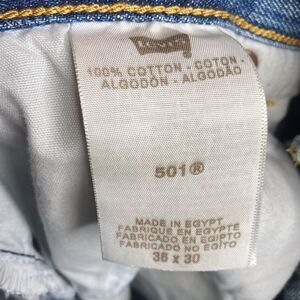 Levi's
100% COTTON - COTON -
ALGODÓN - ALGODÃO
501®
MADE IN EGYPT
FABRIQUE EN EGYPTE
FABRICADO EN EGIPTO
FABRICADO NO EGITO
36 x 30